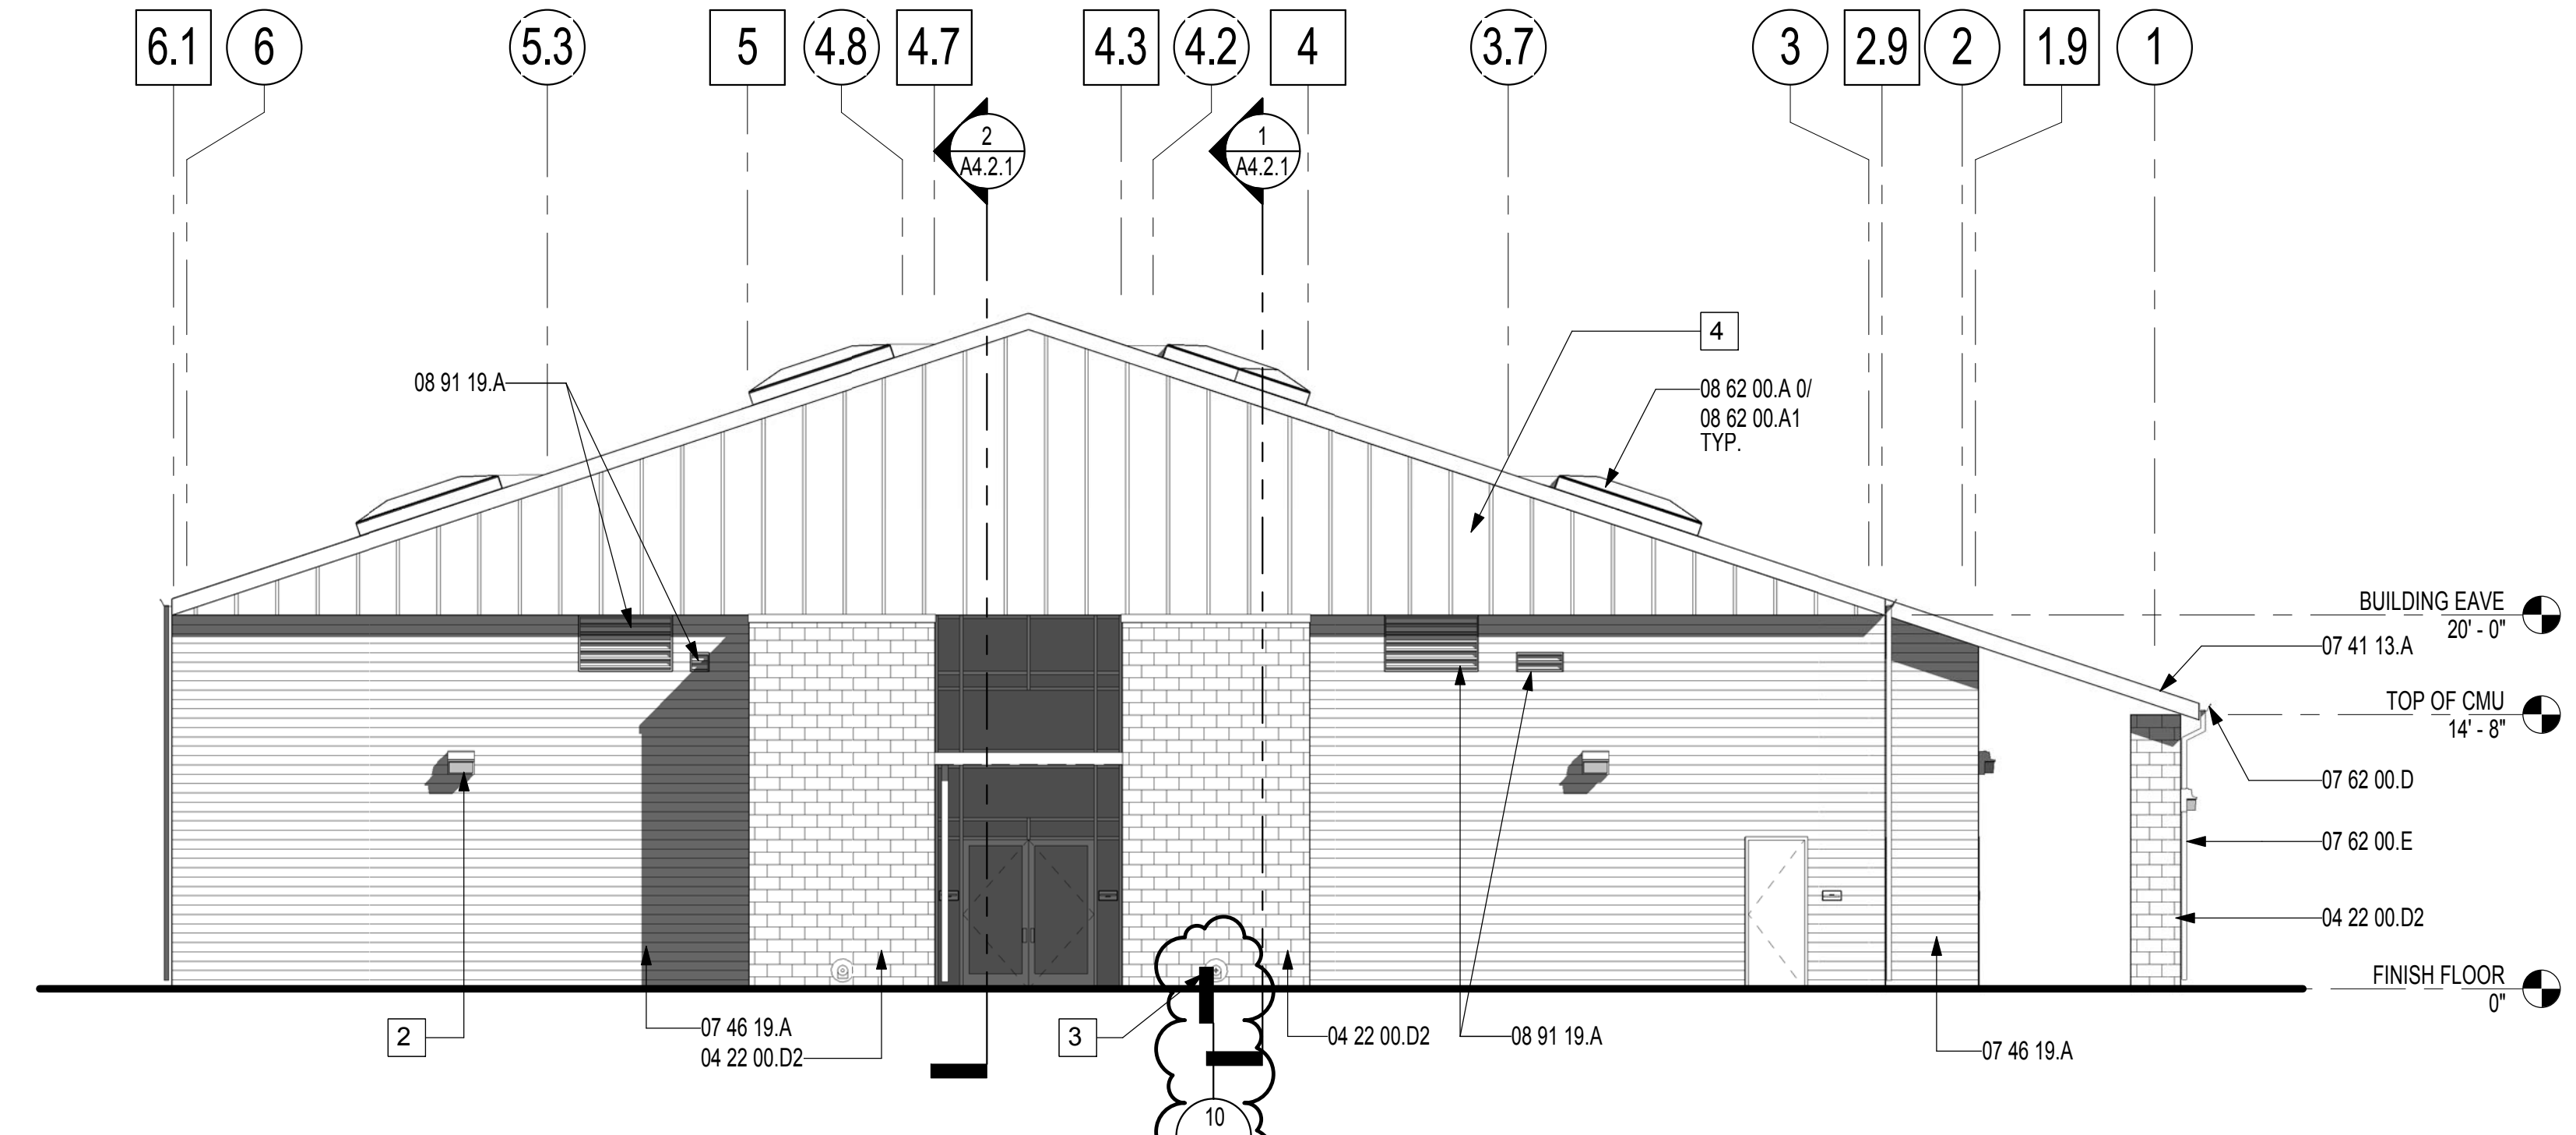 6.1
6
5.3
5
4.8
4.7
4.3
4.2
4
3.7
3
2.9
2
1.9
1
2
A4.2.1
1
A4.2.1
4
08 91 19.A
08 62 00.A 0/
08 62 00.A1
TYP.
BUILDING EAVE
20' - 0"
07 41 13.A
TOP OF CMU
14' - 8"
07 62 00.D
07 62 00.E
04 22 00.D2
FINISH FLOOR
0"
2
07 46 19.A
04 22 00.D2
3
04 22 00.D2
08 91 19.A
07 46 19.A
10